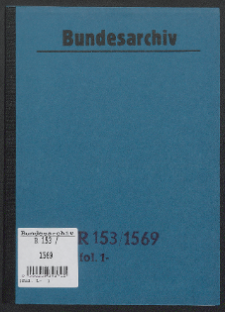 Bundesarchiv
R 153/1569
fol. 1-
Bundesarchiv
R 153 /
1569